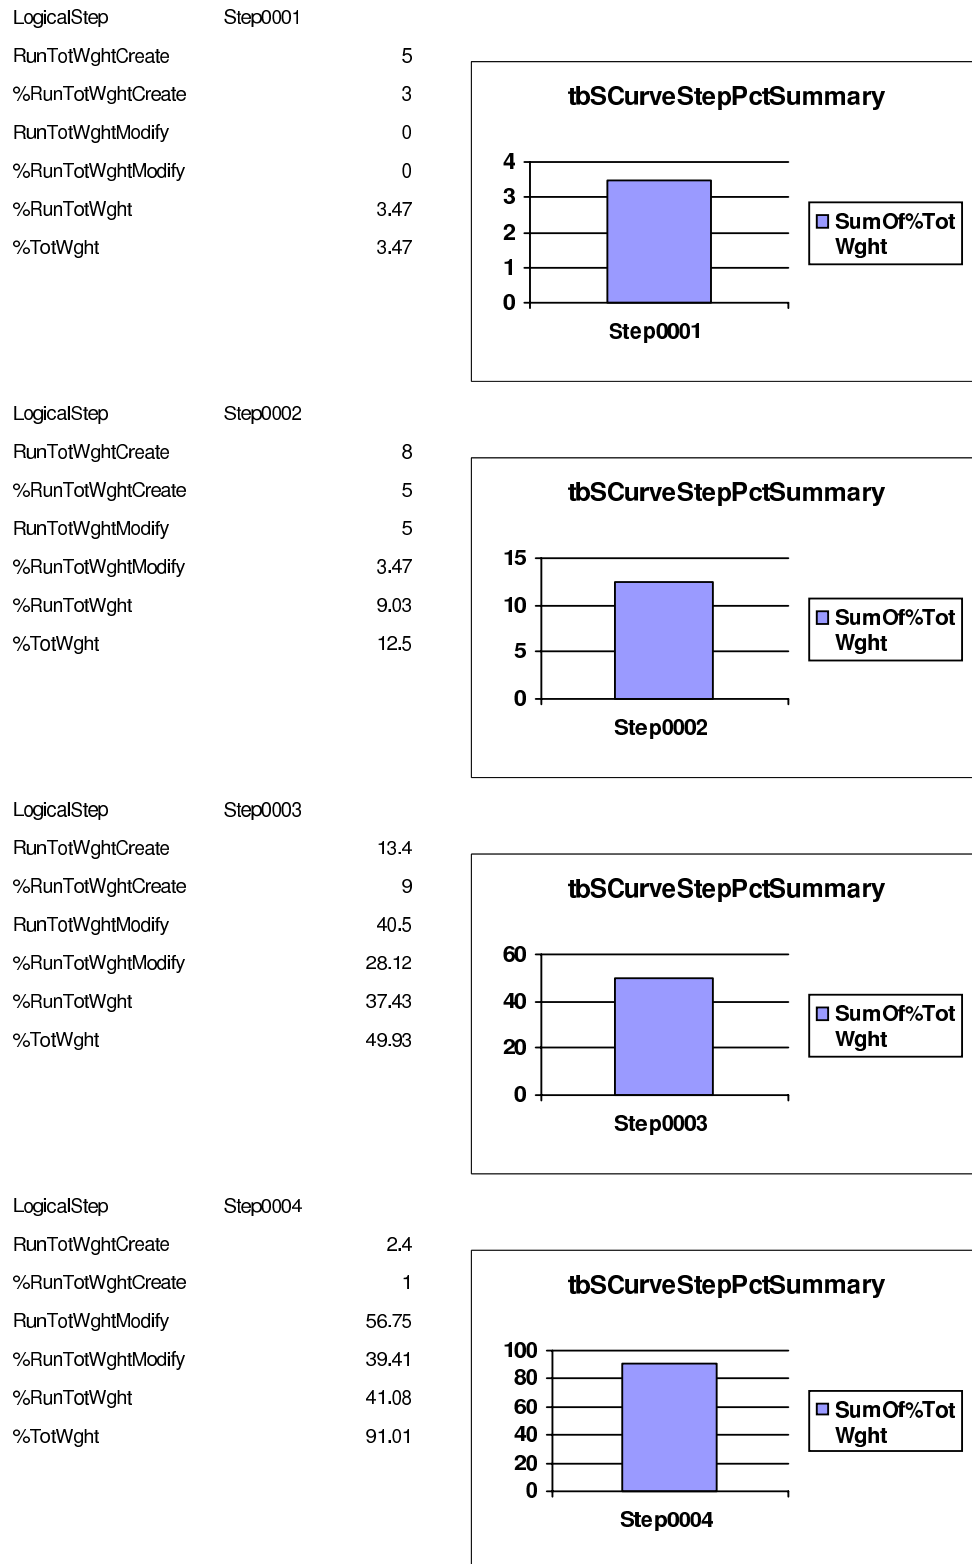 LogicalStep Step0001
RunTotWghtCreate 5
%RunTotWghtCreate 3
RunTotWghtModify 0
%RunTotWghtModify 0
%RunTotWght 3.47
%TotWght 3.47
tbSCurveStepPctSummary
4
3
2
1
0
Step0001
SumOf%Tot
Wght
LogicalStep Step0002
RunTotWghtCreate 8
%RunTotWghtCreate 5
RunTotWghtModify 5
%RunTotWghtModify 3.47
%RunTotWght 9.03
%TotWght 12.5
tbSCurveStepPctSummary
15
10
5
0
Step0002
SumOf%Tot
Wght
LogicalStep Step0003
RunTotWghtCreate 13.4
%RunTotWghtCreate 9
RunTotWghtModify 40.5
%RunTotWghtModify 28.12
%RunTotWght 37.43
%TotWght 49.93
tbSCurveStepPctSummary
60
40
20
0
Step0003
SumOf%Tot
Wght
LogicalStep Step0004
RunTotWghtCreate 2.4
%RunTotWghtCreate 1
RunTotWghtModify 56.75
%RunTotWghtModify 39.41
%RunTotWght 41.08
%TotWght 91.01
tbSCurveStepPctSummary
100
80
60
40
20
0
Step0004
SumOf%Tot
Wght